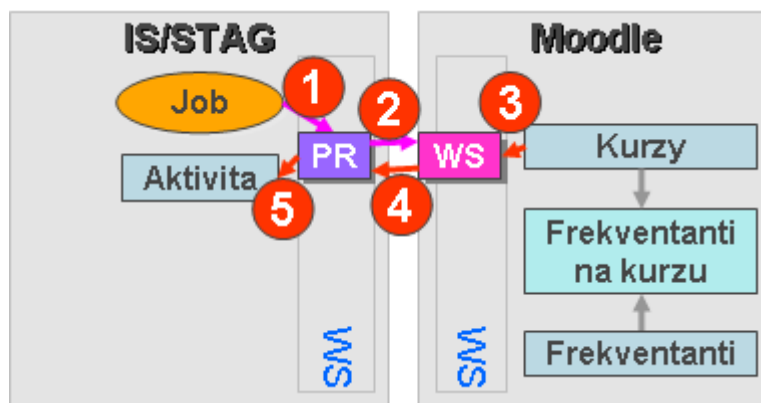 IS/STAG
Moodle
Job
1
2
3
PR
WS
Kurzy
Aktivita
5
4
Frekventanti
na kurzu
WS
WS
Frekventanti